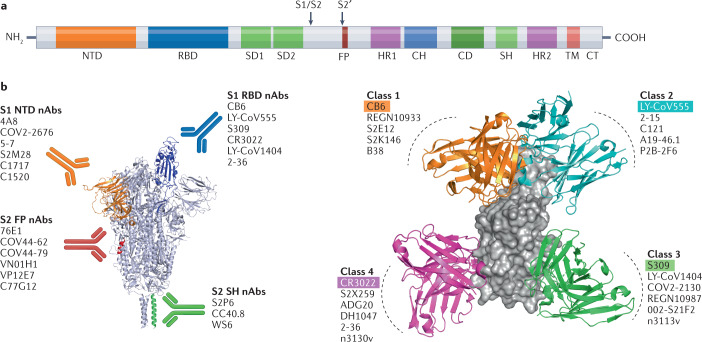 a
S1/S2 S2′
NH2 COOH
NTD RBD SD1 SD2 FP HR1 CH CD SH HR2 TM CT
b
S1 NTD nAbs
4A8
COV2-2676
5-7
S2M28
C1717
C1520
S1 RBD nAbs
CB6
LY-CoV555
S309
CR3022
LY-CoV1404
2-36
S2 FP nAbs
76E1
COV44-62
COV44-79
VN01H1
VP12E7
C77G12
S2 SH nAbs
S2P6
CC40.8
WS6
Class 1
CB6
REGN10933
S2E12
S2K146
B38
Class 2
LY-CoV555
2-15
C121
A19-46.1
P2B-2F6
Class 4
CR3022
S2X259
ADG20
DH1047
2-36
n3130v
Class 3
S309
LY-CoV1404
COV2-2130
REGN10987
002-S21F2
n3113v